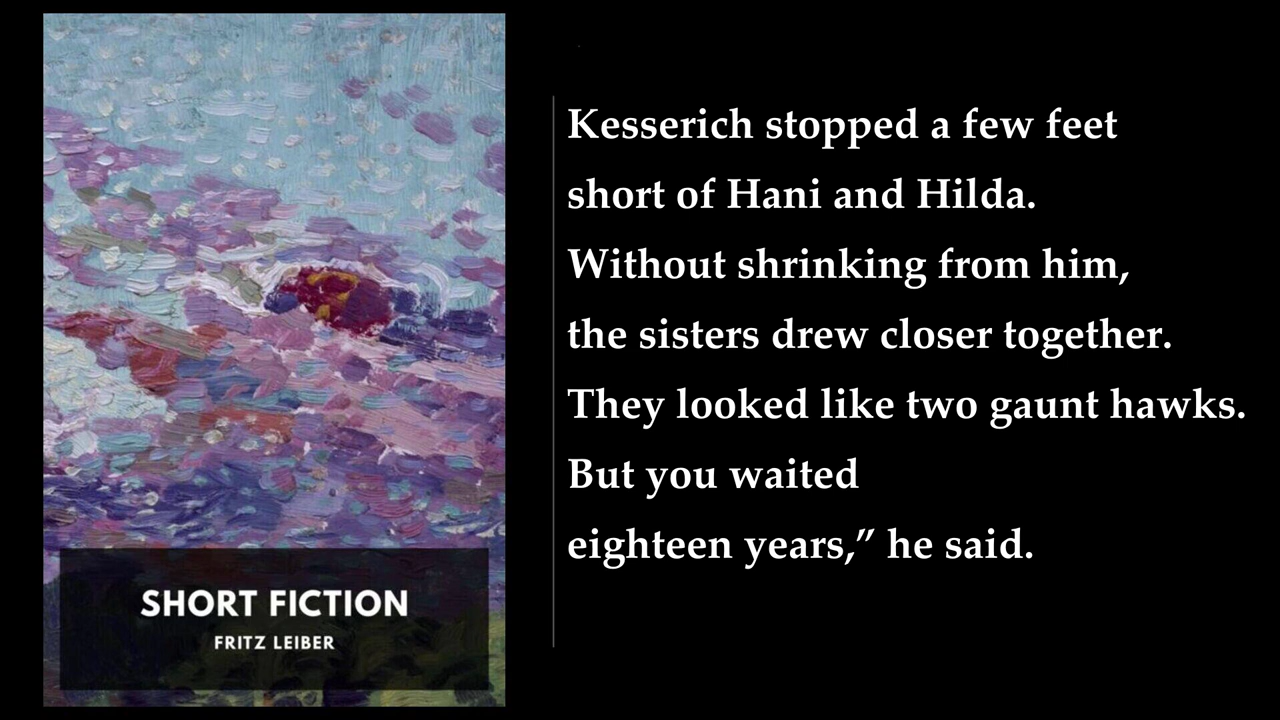 SHORT FICTION
FRITZ LEIBER
Kesserich stopped a few feet
short of Hani and Hilda.
Without shrinking from him,
the sisters drew closer together.
They looked like two gaunt hawks.
But you waited
eighteen years,” he said.